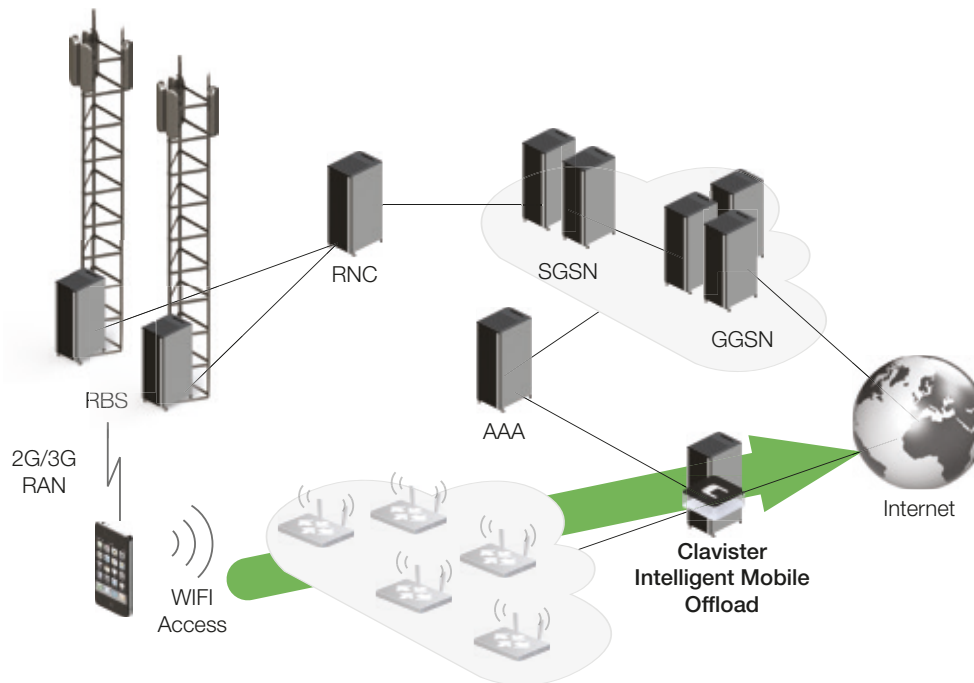 RNC
SGSN
GGSN
RBS
AAA
2G/3G
RAN
Internet
Clavister
Intelligent Mobile
Offload
WIFI
Access